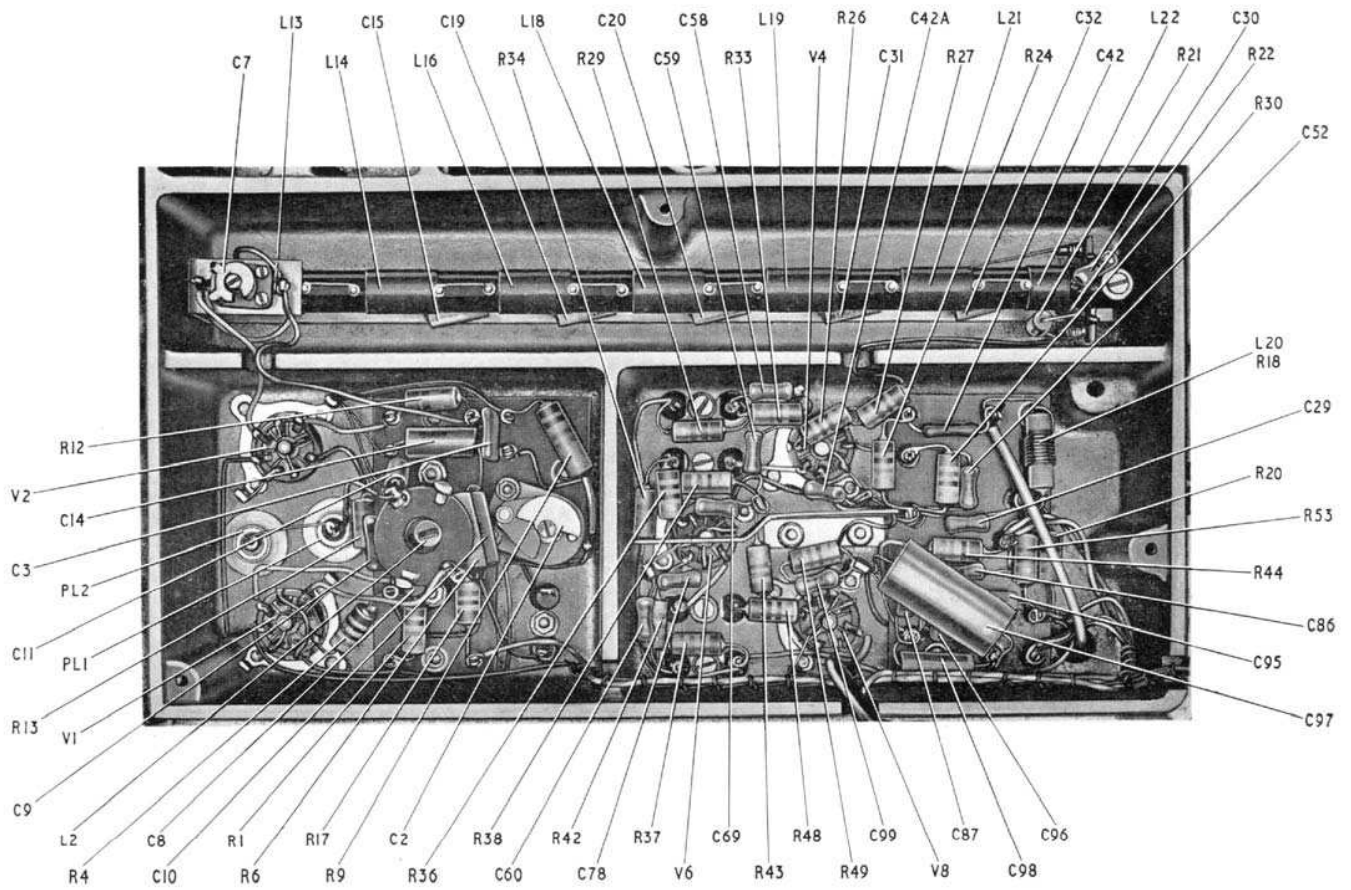 L13 C15 C19 L18 C20 C58 L19 R26 C42A L21 C32 L22 C30
C7 L14 L16 R34 R29 C59 R33 V4 C31 R27 R24 C42 R21 R22
R30
C52
L20
R18
C29
R20
R53
R44
C86
C95
C97
R12
V2
C14
C3
PL2
C11
PL1
R13
V1
C9
L2 C8 R1 R17 C2 R38 R42 R37 C69 R48 C99 C87 C96
R4 C10 R6 R9 R36 C60 C78 V6 R43 R49 V8 C98